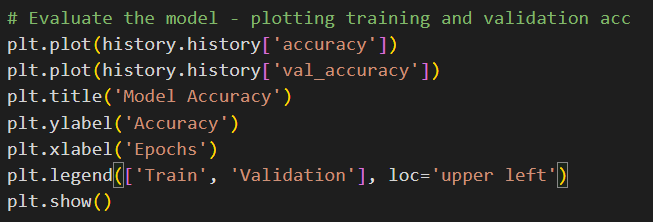 # Evaluate the model - plotting training and validation acc
plt.plot(history.history['accuracy'])
plt.plot(history.history['val_accuracy'])
plt.title('Model Accuracy')
plt.ylabel('Accuracy')
plt.xlabel('Epochs')
plt.legend(['Train', 'Validation'], loc='upper left')
plt.show()